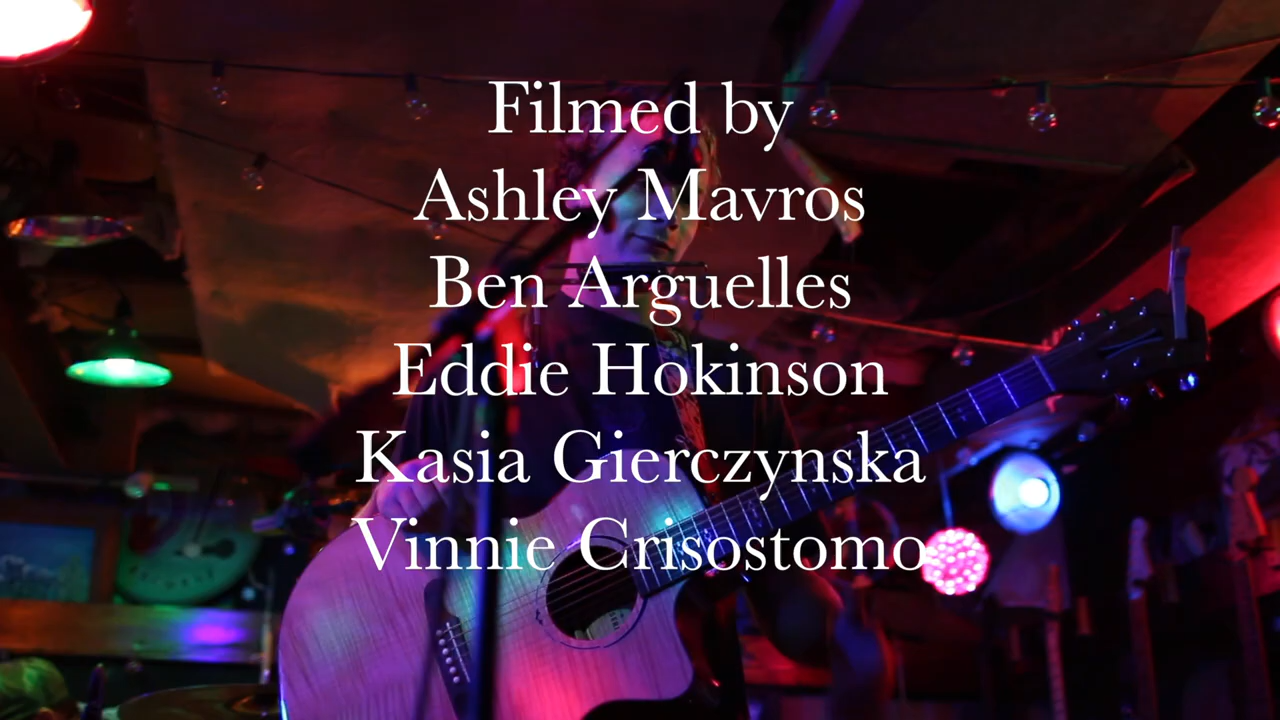 Filmed by
Ashley Mavros
Ben Arguelles
Eddie Hokinson
Kasia Gierczynska
Vinnie Crisostomo